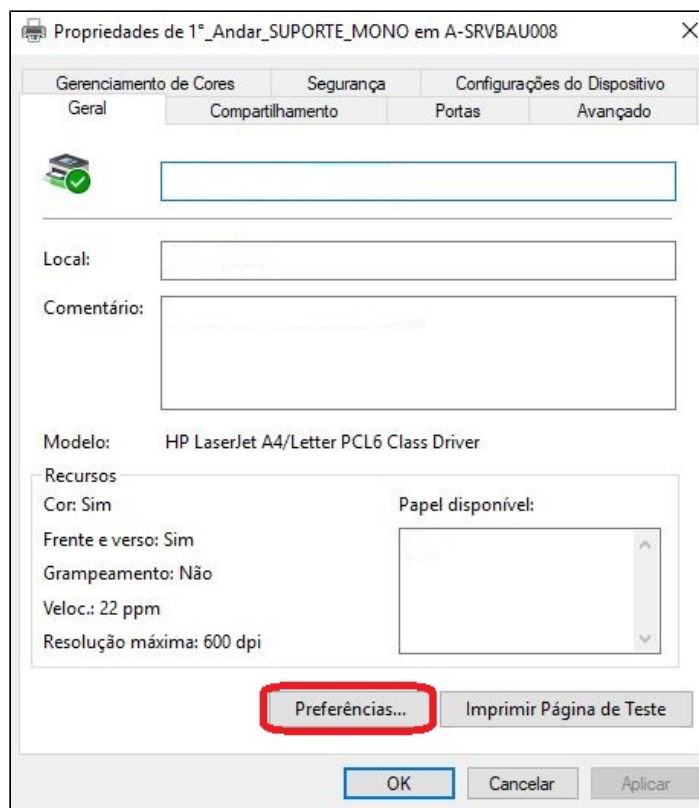 Propriedades de 1°_Andar_SUPORTE_MONO em A-SRVBAU008
Gerenciamento de Cores Segurança Configurações do Dispositivo
Geral Compartilhamento Portas Avançado
Local:
Comentário:
Modelo: HP LaserJet A4/Letter PCL6 Class Driver
Recursos
Cor: Sim Papel disponível:
Frente e verso: Sim
Grampeamento: Não
Veloc.: 22 ppm
Resolução máxima: 600 dpi
Preferências... Imprimir Página de Teste
OK Cancelar Aplicar